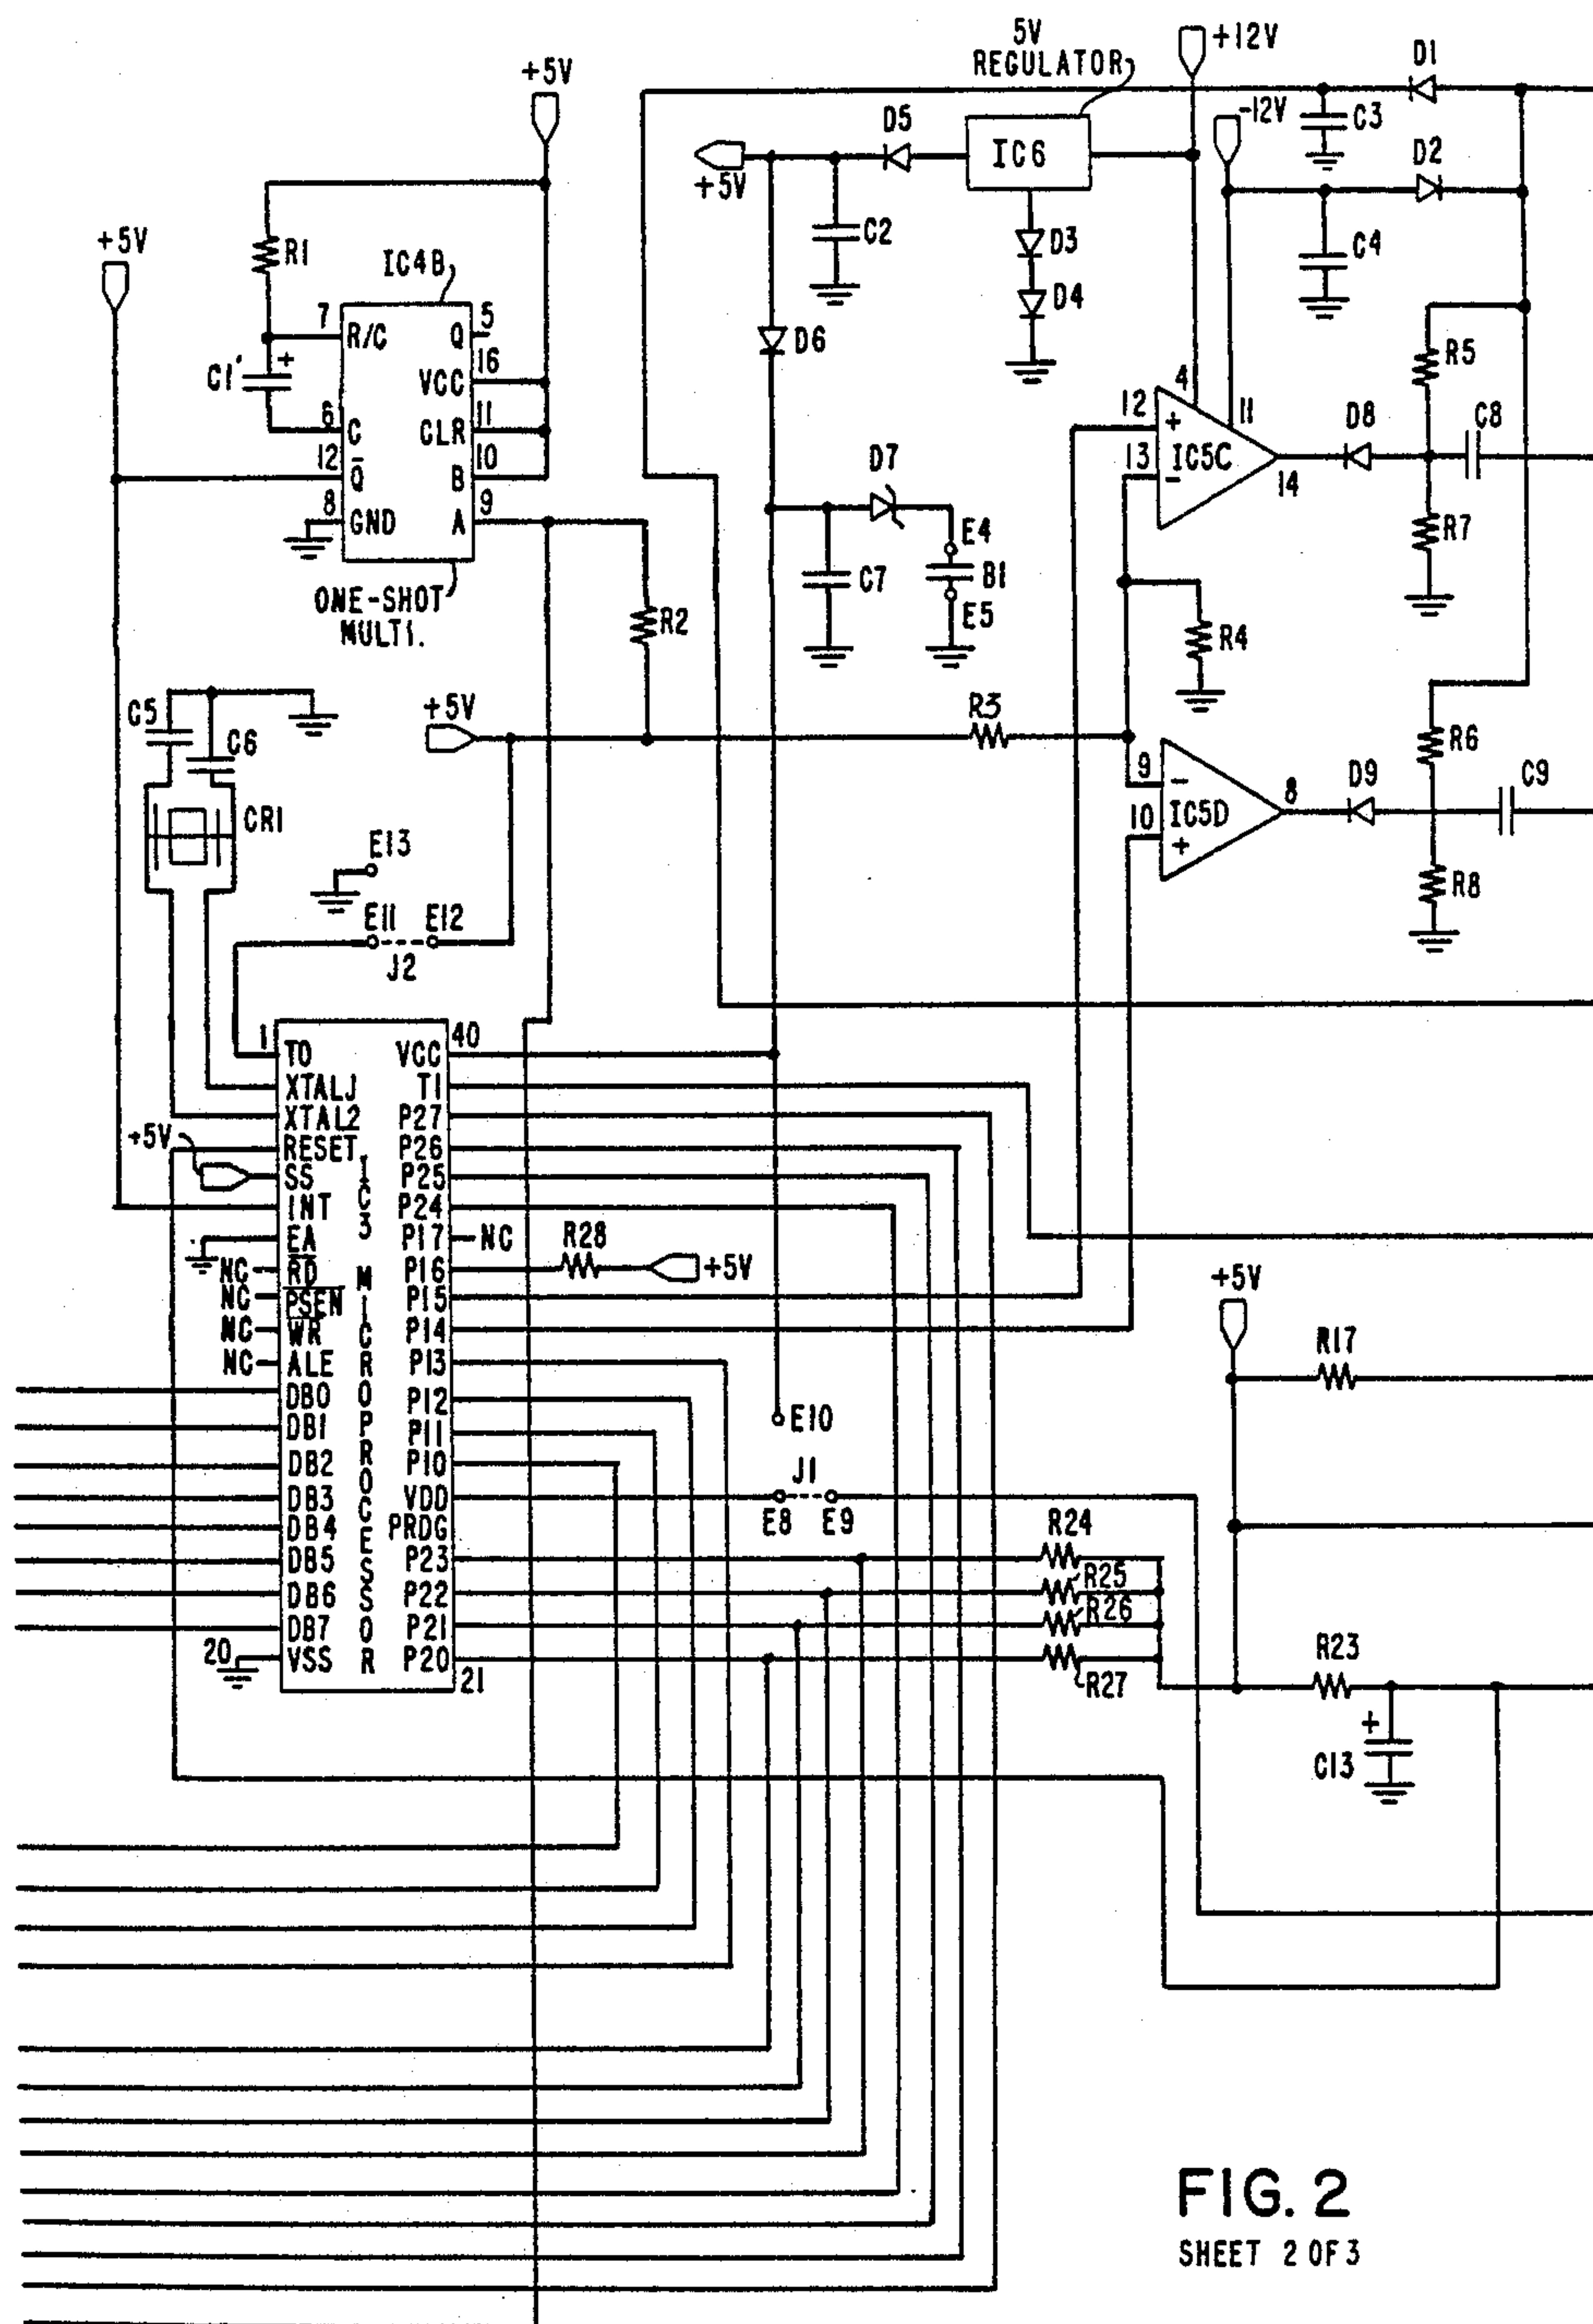 +5V
5V
REGULATOR
+12V
D1
-12V
C3
D5
IC6
D2
+5V
C2
D3
C4
D4
+5V
R1
IC4B
7
R/C
Q
5
16
VCC
C1
+
D6
R5
6
C
CLR
11
12
Q̅
B
10
8
GND
A
9
ONE-SHOT
MULTI.
R2
4
12
+
11
13
-
IC5C
14
D8
C8
D7
E4
C7
B1
E5
R7
R4
C5
C6
+5V
R3
R6
CR1
9
-
10
IC5D
+
8
D9
C9
E13
R8
E11
E12
J2
1
TO
VCC
40
XTALJ
T1
XTAL2
P27
+5V
RESET
P26
SS
P25
INT
P24
EA
P17
NC
R28
NC
R̅D̅
P16
+5V
NC
P̅S̅E̅N̅
P15
NC
W̅R̅
P14
NC
ALE
P13
DB0
P12
DB1
P11
DB2
P10
DB3
VDD
DB4
PRDG
DB5
P23
DB6
P22
DB7
P21
20
VSS
P20
21
IC3 MICROPROCESSOR
E10
J1
E8
E9
+5V
R17
R24
R25
R26
R27
R23
+
C13
FIG. 2
SHEET 2 OF 3